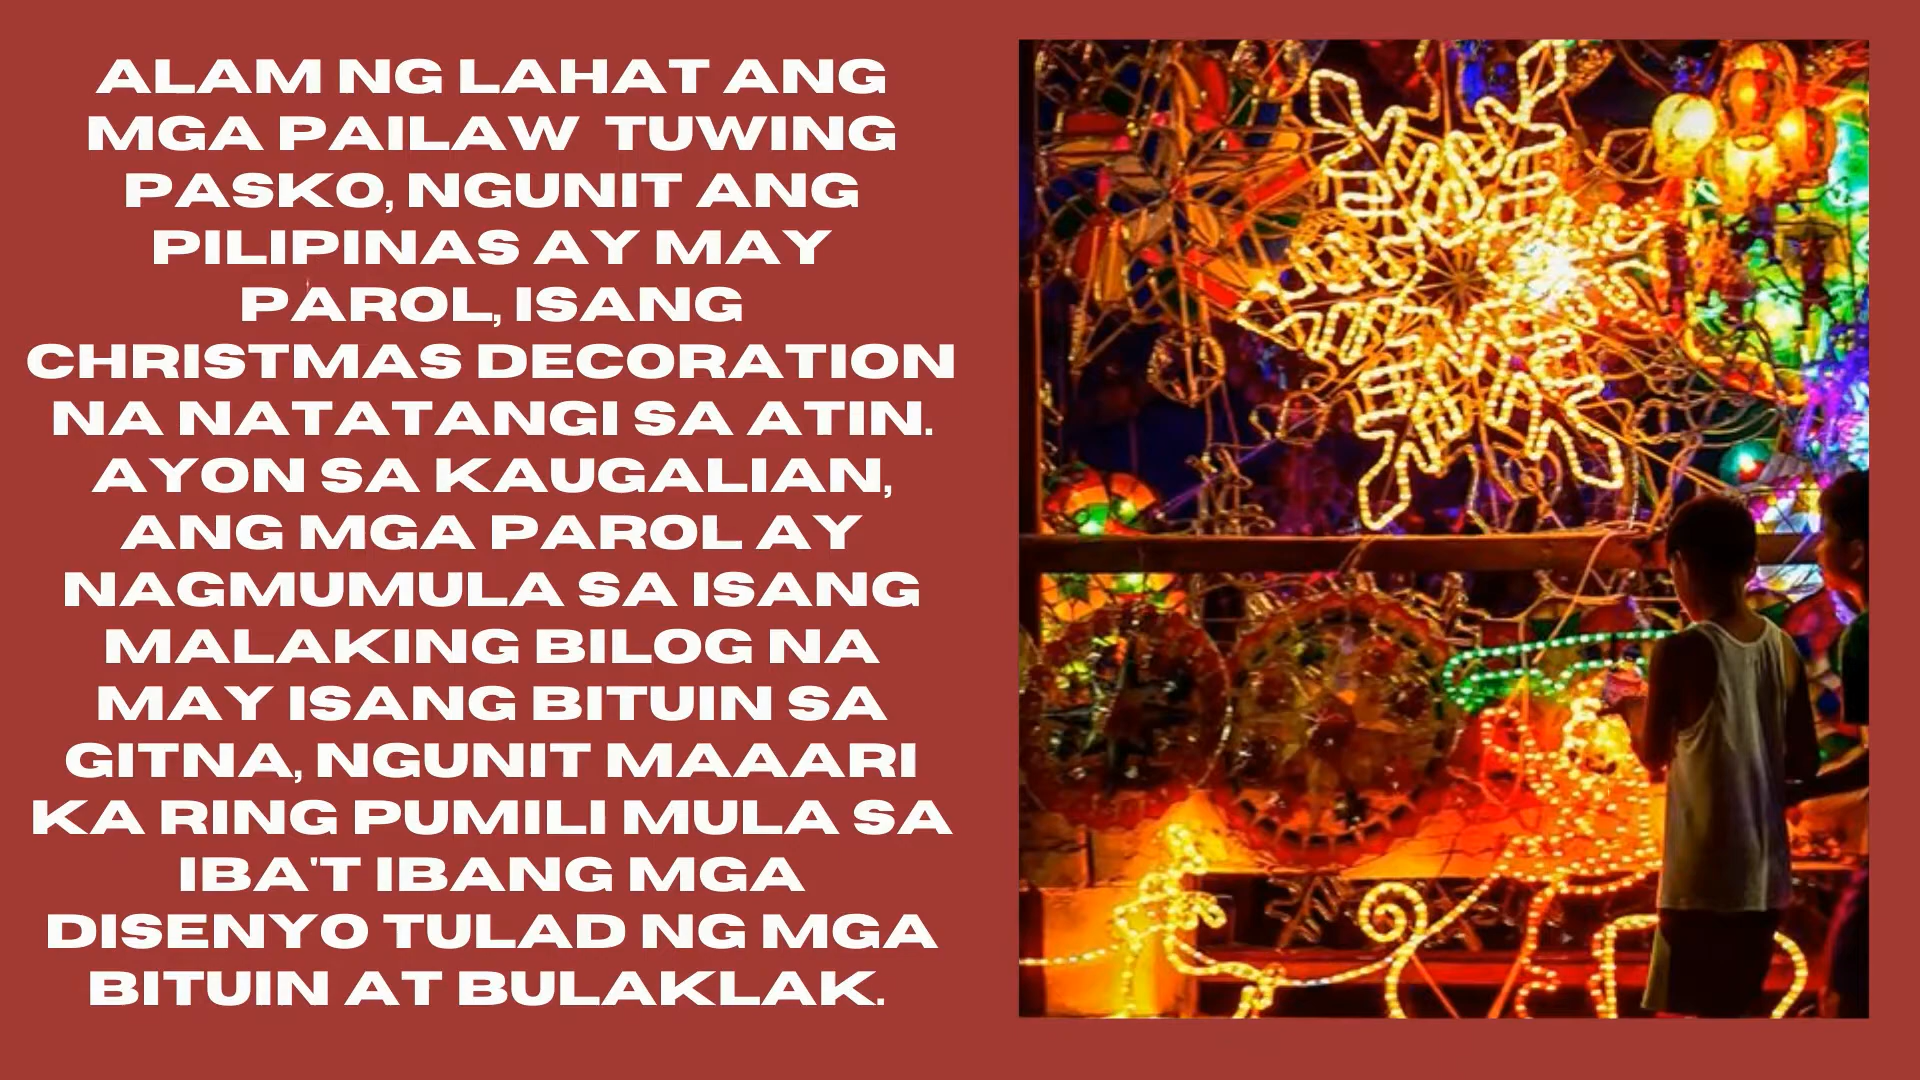 ALAM NG LAHAT ANG
MGA PAILAW TUWING
PASKO, NGUNIT ANG
PILIPINAS AY MAY
PAROL, ISANG
CHRISTMAS DECORATION
NA NATATANGI SA ATIN.
AYON SA KAUGALIAN,
ANG MGA PAROL AY
NAGMUMULA SA ISANG
MALAKING BILOG NA
MAY ISANG BITUIN SA
GITNA, NGUNIT MAAARI
KA RING PUMILI MULA SA
IBA'T IBANG MGA
DISENYO TULAD NG MGA
BITUIN AT BULAKLAK.